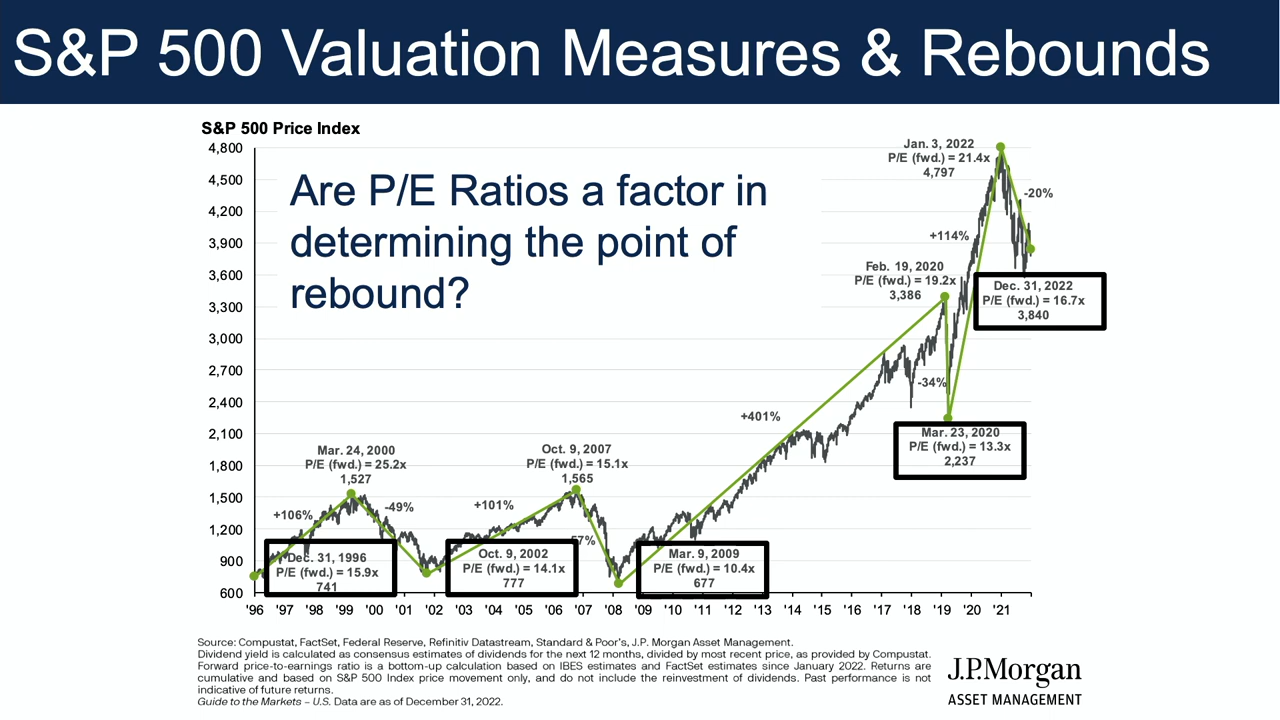 S&P 500 Valuation Measures & Rebounds
S&P 500 Price Index
Are P/E Ratios a factor in
determining the point of
rebound?
4,800
4,500
4,200
3,900
3,600
3,300
3,000
2,700
2,400
2,100
1,800
1,500
1,200
900
600
'96 '97 '98 '99 '00 '01 '02 '03 '04 '05 '06 '07 '08 '09 '10 '11 '12 '13 '14 '15 '16 '17 '18 '19 '20 '21
Dec. 31, 1996
P/E (fwd.) = 15.9x
741
+106%
Mar. 24, 2000
P/E (fwd.) = 25.2x
1,527
-49%
Oct. 9, 2002
P/E (fwd.) = 14.1x
777
+101%
Oct. 9, 2007
P/E (fwd.) = 15.1x
1,565
57%
Mar. 9, 2009
P/E (fwd.) = 10.4x
677
+401%
Feb. 19, 2020
P/E (fwd.) = 19.2x
3,386
-34%
Mar. 23, 2020
P/E (fwd.) = 13.3x
2,237
+114%
Jan. 3, 2022
P/E (fwd.) = 21.4x
4,797
-20%
Dec. 31, 2022
P/E (fwd.) = 16.7x
3,840
Source: Compustat, FactSet, Federal Reserve, Refinitiv Datastream, Standard & Poor's, J.P. Morgan Asset Management.
Dividend yield is calculated as consensus estimates of dividends for the next 12 months, divided by most recent price, as provided by Compustat.
Forward price-to-earnings ratio is a bottom-up calculation based on IBES estimates and FactSet estimates since January 2022. Returns are
cumulative and based on S&P 500 Index price movement only, and do not include the reinvestment of dividends. Past performance is not
indicative of future returns.
Guide to the Markets – U.S. Data are as of December 31, 2022.
J.P.Morgan
ASSET MANAGEMENT